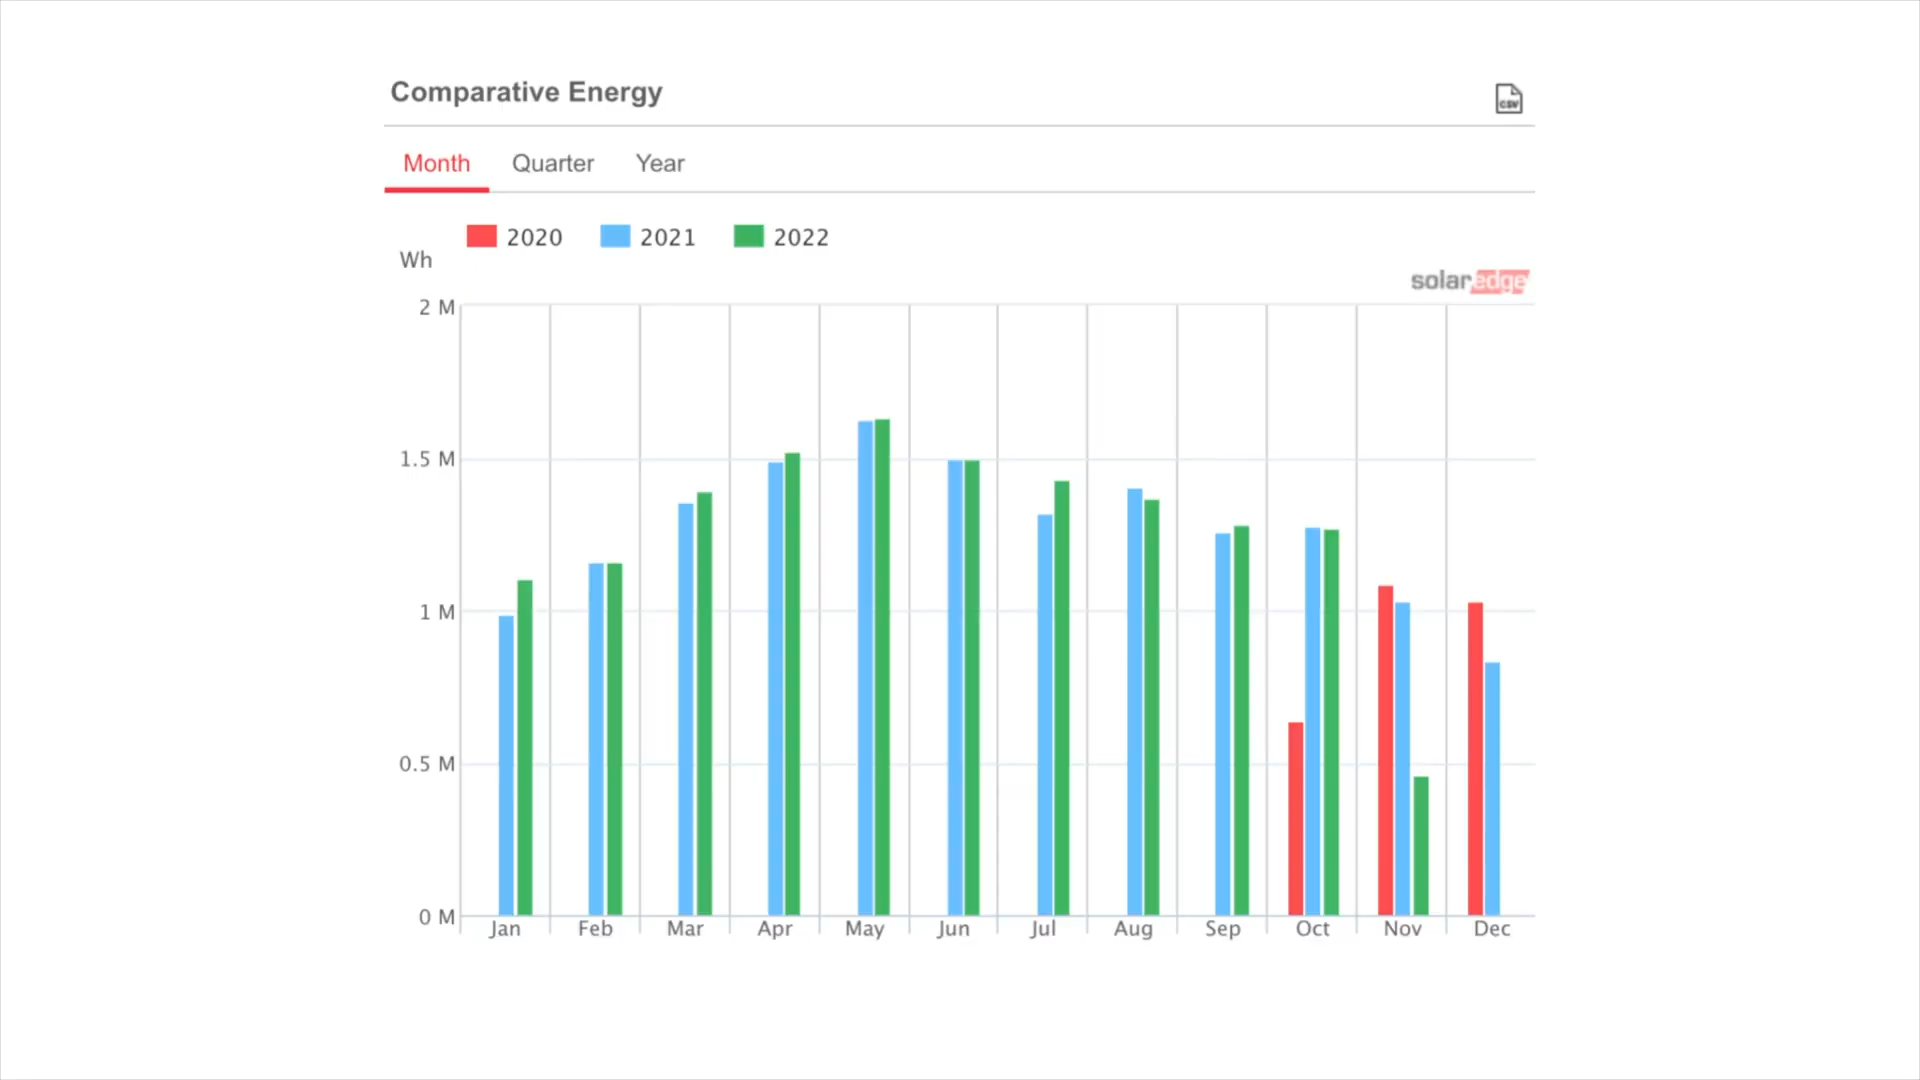 Comparative Energy
CSV
Month Quarter Year
2020 2021 2022
Wh
solaredge
2 M
1.5 M
1 M
0.5 M
0 M
Jan Feb Mar Apr May Jun Jul Aug Sep Oct Nov Dec